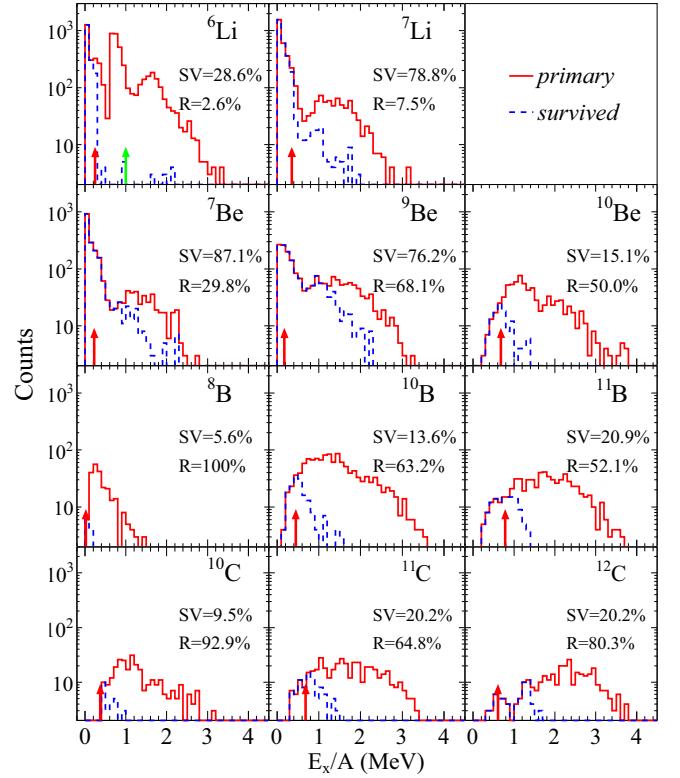 ⁶Li
SV=28.6%
R=2.6%
⁷Li
SV=78.8%
R=7.5%
primary
survived
10³
10²
10
⁷Be
SV=87.1%
R=29.8%
⁹Be
SV=76.2%
R=68.1%
¹⁰Be
SV=15.1%
R=50.0%
10³
10²
10
⁸B
SV=5.6%
R=100%
¹⁰B
SV=13.6%
R=63.2%
¹¹B
SV=20.9%
R=52.1%
10³
10²
10
¹⁰C
SV=9.5%
R=92.9%
¹¹C
SV=20.2%
R=64.8%
¹²C
SV=20.2%
R=80.3%
10³
10²
10
Counts
0 1 2 3 4 0 1 2 3 4 0 1 2 3 4
Eₓ/A (MeV)